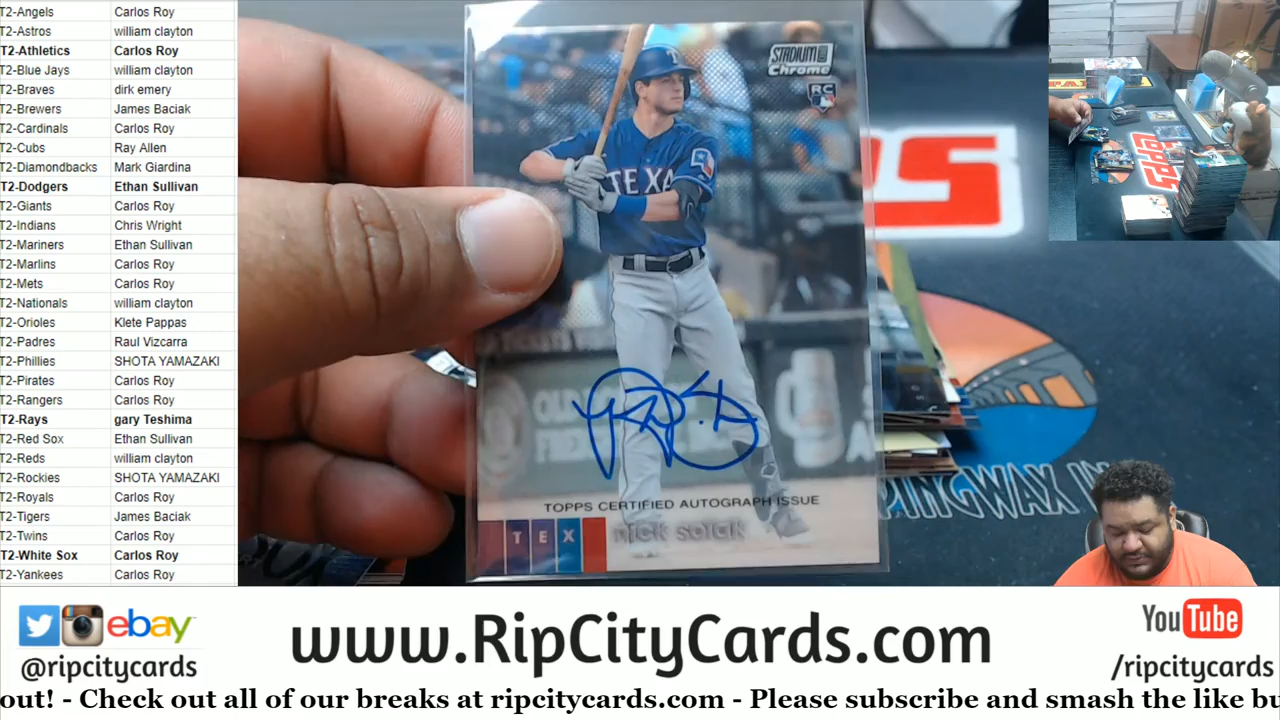 T2-Angels Carlos Roy
T2-Astros william clayton
T2-Athletics Carlos Roy
T2-Blue Jays william clayton
T2-Braves dirk emery
T2-Brewers James Baciak
T2-Cardinals Carlos Roy
T2-Cubs Ray Allen
T2-Diamondbacks Mark Giardina
T2-Dodgers Ethan Sullivan
T2-Giants Carlos Roy
T2-Indians Chris Wright
T2-Mariners Ethan Sullivan
T2-Marlins Carlos Roy
T2-Mets Carlos Roy
T2-Nationals william clayton
T2-Orioles Klete Pappas
T2-Padres Raul Vizcarra
T2-Phillies SHOTA YAMAZAKI
T2-Pirates Carlos Roy
T2-Rangers Carlos Roy
T2-Rays gary Teshima
T2-Red Sox Ethan Sullivan
T2-Reds william clayton
T2-Rockies SHOTA YAMAZAKI
T2-Royals Carlos Roy
T2-Tigers James Baciak
T2-Twins Carlos Roy
T2-White Sox Carlos Roy
T2-Yankees Carlos Roy
STADIUM CLUB
Chrome
RC
TEXA
TOPPS CERTIFIED AUTOGRAPH ISSUE
TEX nick solak
PS
topps
PINGWAX
ebay
@ripcitycards
www.RipCityCards.com
YouTube
/ripcitycards
out! - Check out all of our breaks at ripcitycards.com - Please subscribe and smash the like bu